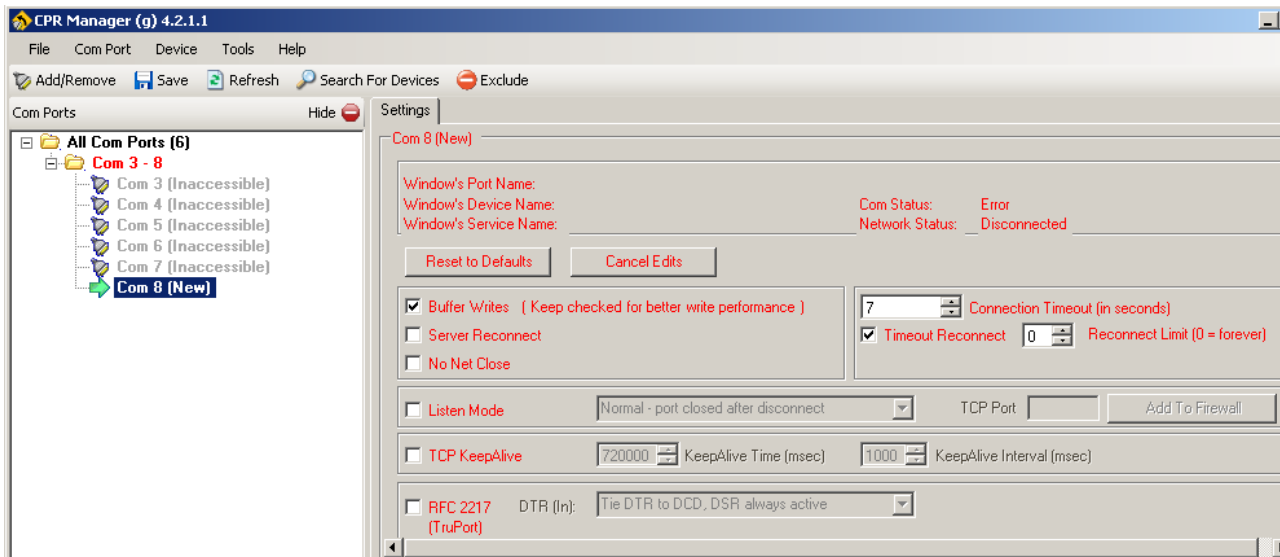 CPR Manager (g) 4.2.1.1
File Com Port Device Tools Help
Add/Remove Save Refresh Search For Devices Exclude
Com Ports Hide Settings
All Com Ports (6)
Com 3 - 8
Com 3 (Inaccessible)
Com 4 (Inaccessible)
Com 5 (Inaccessible)
Com 6 (Inaccessible)
Com 7 (Inaccessible)
Com 8 (New)
Com 8 (New)
Window's Port Name:
Window's Device Name: Com Status: Error
Window's Service Name: Network Status: Disconnected
Reset to Defaults Cancel Edits
Buffer Writes ( Keep checked for better write performance )
Server Reconnect
No Net Close
7 Connection Timeout (in seconds)
Timeout Reconnect 0 Reconnect Limit (0 = forever)
Listen Mode Normal - port closed after disconnect TCP Port Add To Firewall
TCP KeepAlive 720000 KeepAlive Time (msec) 1000 KeepAlive Interval (msec)
RFC 2217 DTR (In): Tie DTR to DCD, DSR always active
(TruPort)